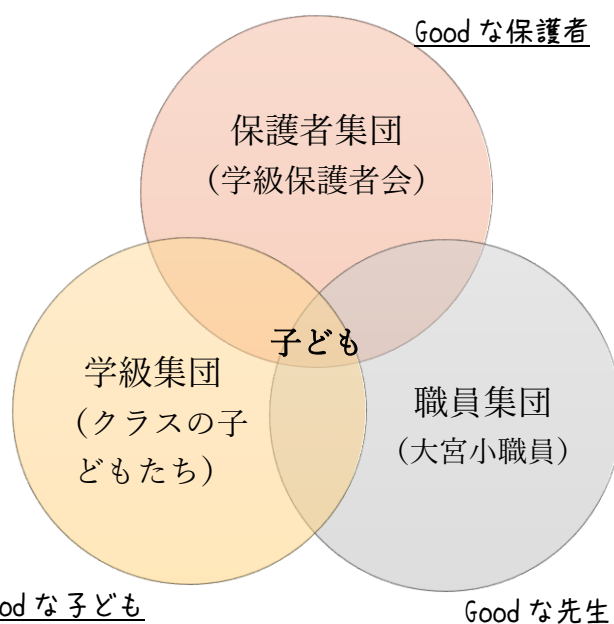 Good な保護者
保護者集団
（学級保護者会）
子ども
学級集団
（クラスの子
どもたち）
職員集団
（大宮小職員）
ood な子ども
Good な先生